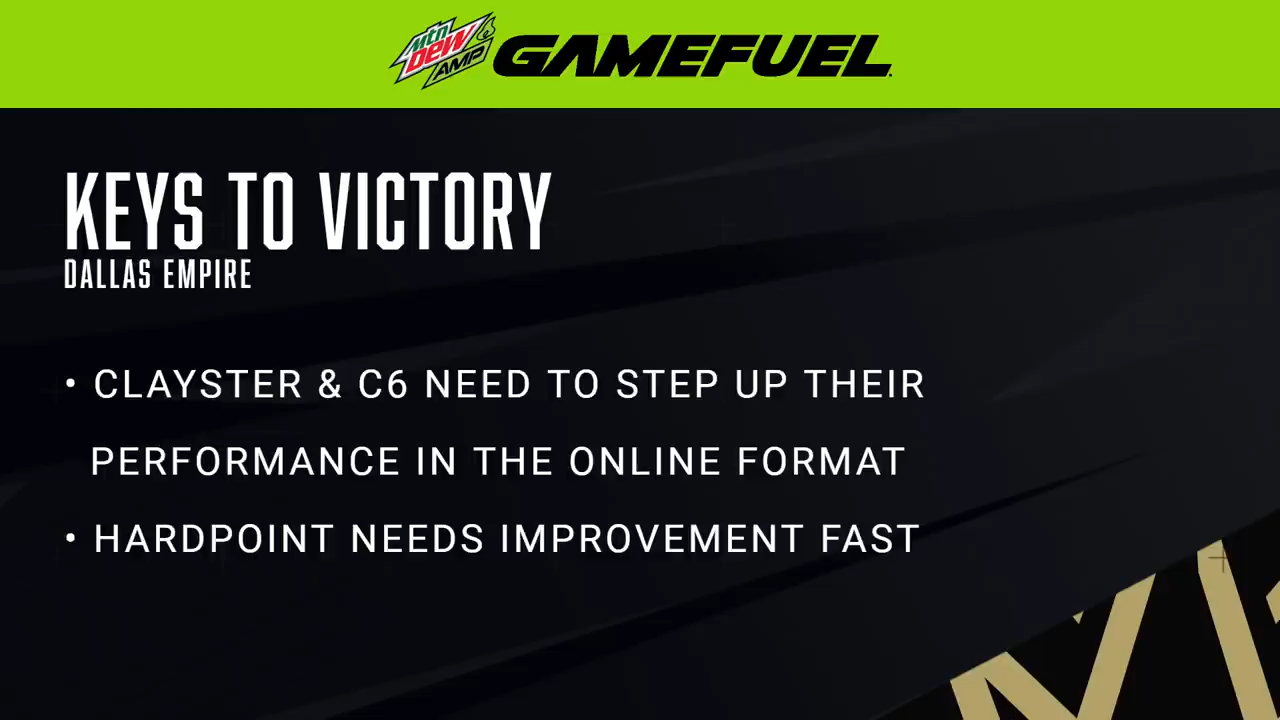 Mtn DEW AMP GAMEFUEL.
KEYS TO VICTORY
DALLAS EMPIRE
• CLAYSTER & C6 NEED TO STEP UP THEIR
PERFORMANCE IN THE ONLINE FORMAT
• HARDPOINT NEEDS IMPROVEMENT FAST